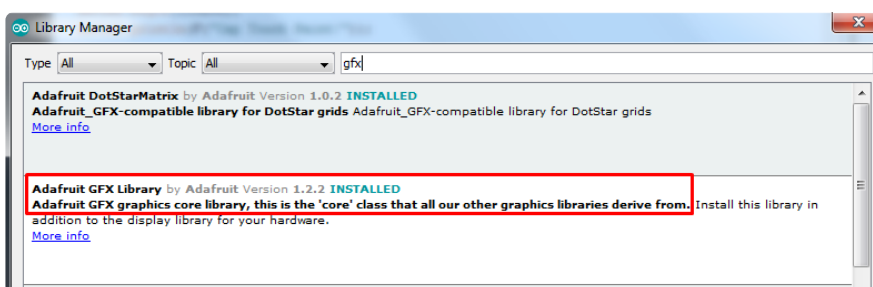 Library Manager
Type All Topic All gfx
Adafruit DotStarMatrix by Adafruit Version 1.0.2 INSTALLED
Adafruit_GFX-compatible library for DotStar grids Adafruit_GFX-compatible library for DotStar grids
More info
Adafruit GFX Library by Adafruit Version 1.2.2 INSTALLED
Adafruit GFX graphics core library, this is the 'core' class that all our other graphics libraries derive from. Install this library in
addition to the display library for your hardware.
More info